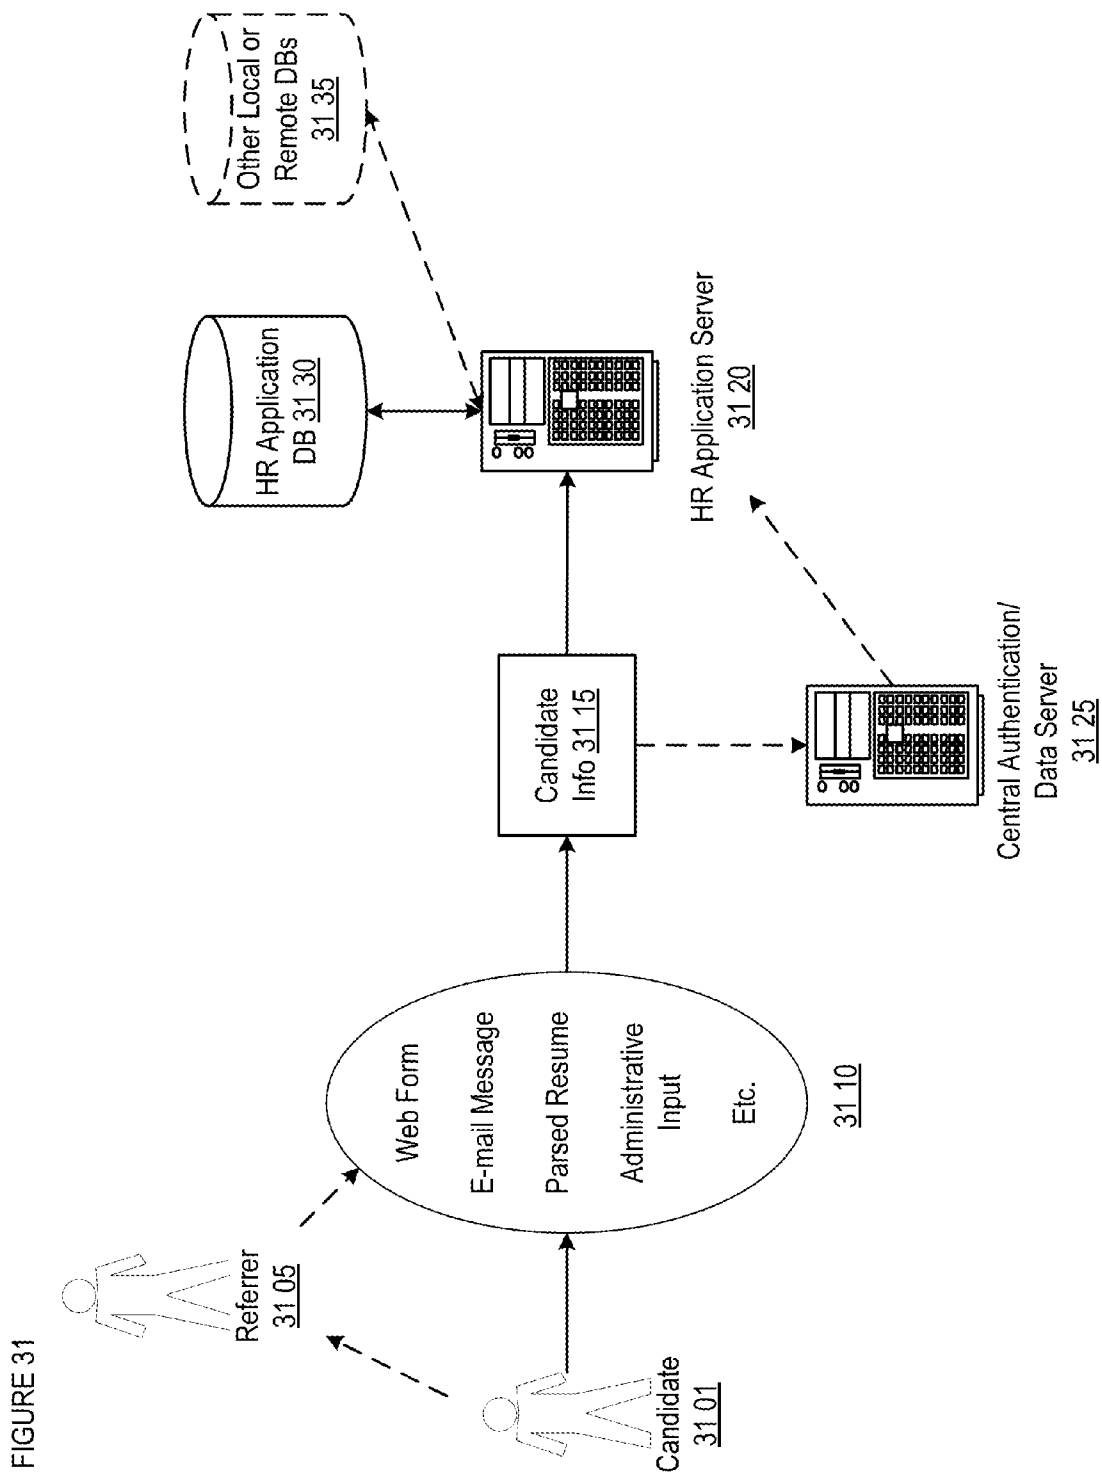 FIGURE 31
Referrer
31 05
Candidate
31 01
Web Form
E-mail Message
Parsed Resume
Administrative
Input
Etc.
31 10
Candidate
Info 31 15
Central Authentication/
Data Server
31 25
HR Application
DB 31 30
HR Application Server
31 20
Other Local or
Remote DBs
31 35